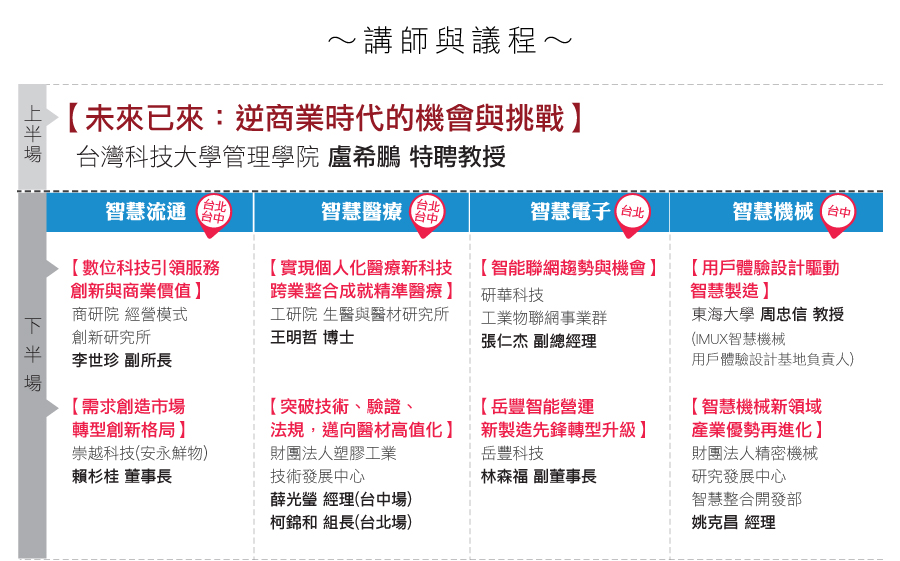 ～講師與議程～
上半場
【未來已來：逆商業時代的機會與挑戰】
台灣科技大學管理學院 盧希鵬 特聘教授
下半場
智慧流通 台北 台中
【數位科技引領服務
創新與商業價值】
商研院 經營模式
創新研究所
李世珍 副所長
【需求創造市場
轉型創新格局】
崇越科技(安永鮮物)
賴杉桂 董事長
智慧醫療 台北 台中
【實現個人化醫療新科技
跨業整合成就精準醫療】
工研院 生醫與醫材研究所
王明哲 博士
【突破技術、驗證、
法規，邁向醫材高值化】
財團法人塑膠工業
技術發展中心
薛光瑩 經理(台中場)
柯錦和 組長(台北場)
智慧電子 台北
【智能聯網趨勢與機會】
研華科技
工業物聯網事業群
張仁杰 副總經理
【岳豐智能營運
新製造先鋒轉型升級】
岳豐科技
林森福 副董事長
智慧機械 台中
【用戶體驗設計驅動
智慧製造】
東海大學 周忠信 教授
(IMUX智慧機械
用戶體驗設計基地負責人)
【智慧機械新領域
產業優勢再進化】
財團法人精密機械
研究發展中心
智慧整合開發部
姚克昌 經理